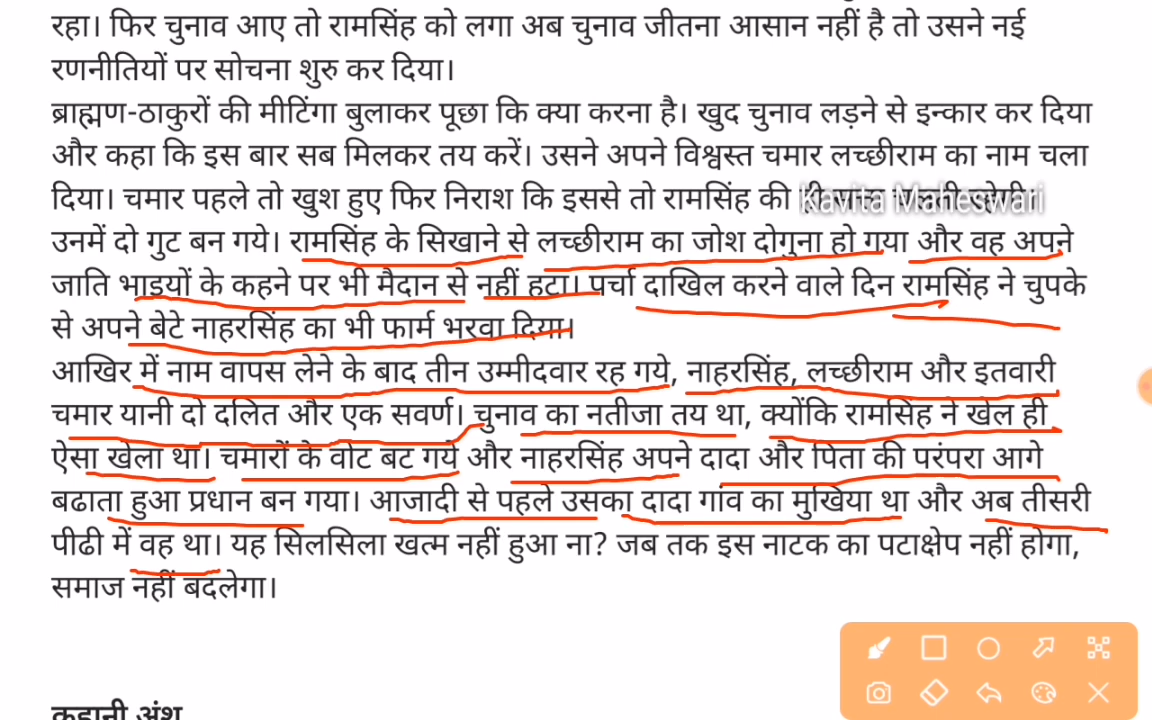 रहा। फिर चुनाव आए तो रामसिंह को लगा अब चुनाव जीतना आसान नहीं है तो उसने नई
रणनीतियों पर सोचना शुरु कर दिया।
ब्राह्मण-ठाकुरों की मीटिंगा बुलाकर पूछा कि क्या करना है। खुद चुनाव लड़ने से इन्कार कर दिया
और कहा कि इस बार सब मिलकर तय करें। उसने अपने विश्वस्त चमार लच्छीराम का नाम चला
दिया। चमार पहले तो खुश हुए फिर निराश कि इससे तो रामसिंह की ही
Kavita Maheswari
उनमें दो गुट बन गये। रामसिंह के सिखाने से लच्छीराम का जोश दोगुना हो गया और वह अपने
जाति भाइयों के कहने पर भी मैदान से नहीं हटा। पर्चा दाखिल करने वाले दिन रामसिंह ने चुपके
से अपने बेटे नाहरसिंह का भी फार्म भरवा दिया।
आखिर में नाम वापस लेने के बाद तीन उम्मीदवार रह गये, नाहरसिंह, लच्छीराम और इतवारी
चमार यानी दो दलित और एक सवर्ण। चुनाव का नतीजा तय था, क्योंकि रामसिंह ने खेल ही
ऐसा खेला था। चमारों के वोट बट गये और नाहरसिंह अपने दादा और पिता की परंपरा आगे
बढाता हुआ प्रधान बन गया। आजादी से पहले उसका दादा गांव का मुखिया था और अब तीसरी
पीढी में वह था। यह सिलसिला खत्म नहीं हुआ ना? जब तक इस नाटक का पटाक्षेप नहीं होगा,
समाज नहीं बदलेगा।
कहानी अंश